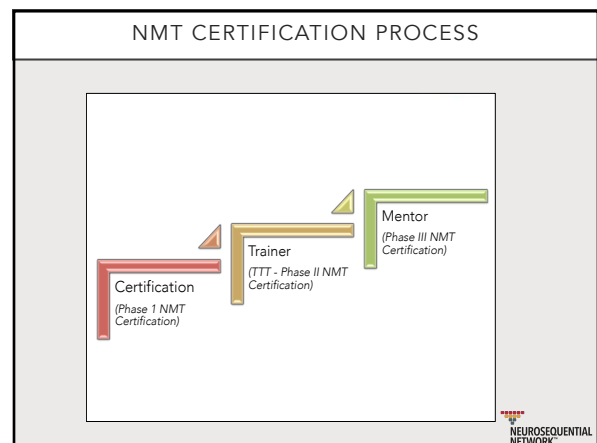 NMT CERTIFICATION PROCESS
Certification
(Phase 1 NMT
Certification)
Trainer
(TTT - Phase II NMT
Certification)
Mentor
(Phase III NMT
Certification)
NEUROSEQUENTIAL
NETWORK™